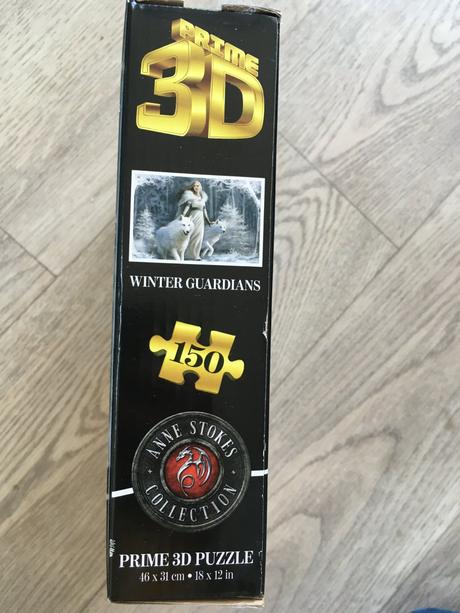 PRIME
3D
WINTER GUARDIANS
150
ANNE STOKES
COLLECTION
PRIME 3D PUZZLE
46 x 31 cm • 18 x 12 in